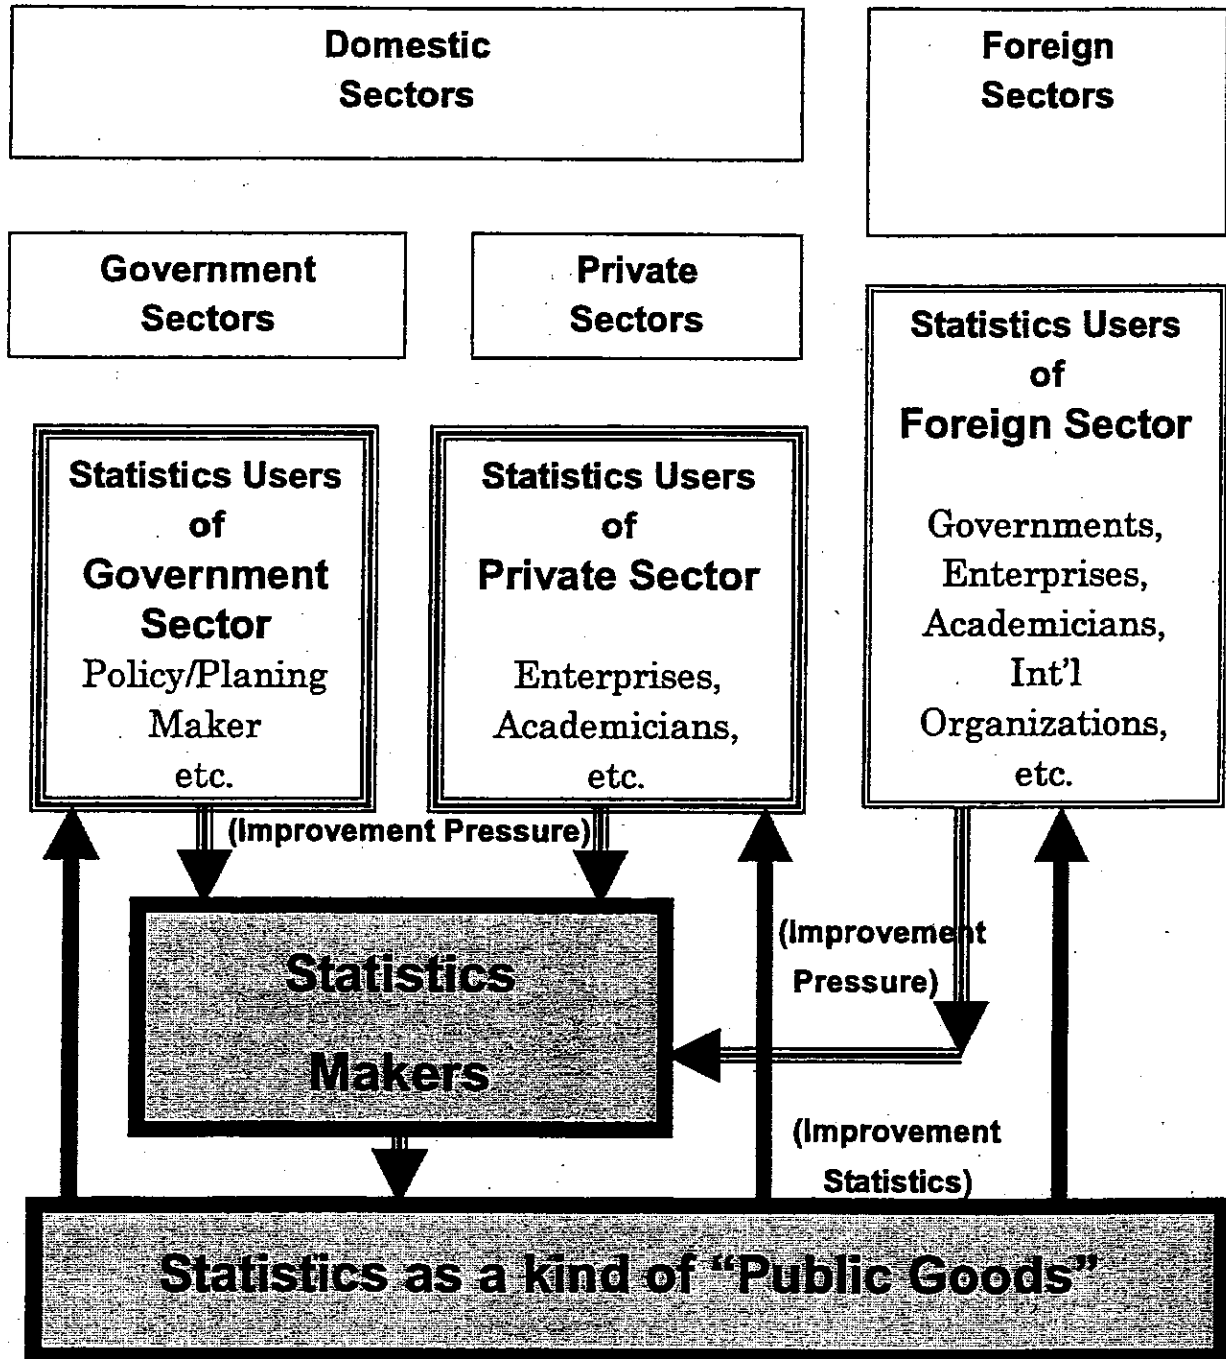 Domestic
Sectors
Foreign
Sectors
Government
Sectors
Private
Sectors
Statistics Users
of
Government
Sector
Policy/Planing
Maker
etc.
Statistics Users
of
Private Sector
Enterprises,
Academicians,
etc.
Statistics Users
of
Foreign Sector
Governments,
Enterprises,
Academicians,
Int'l
Organizations,
etc.
(Improvement Pressure)
Statistics
Makers
(Improvement
Pressure)
(Improvement
Statistics)
Statistics as a kind of “Public Goods”